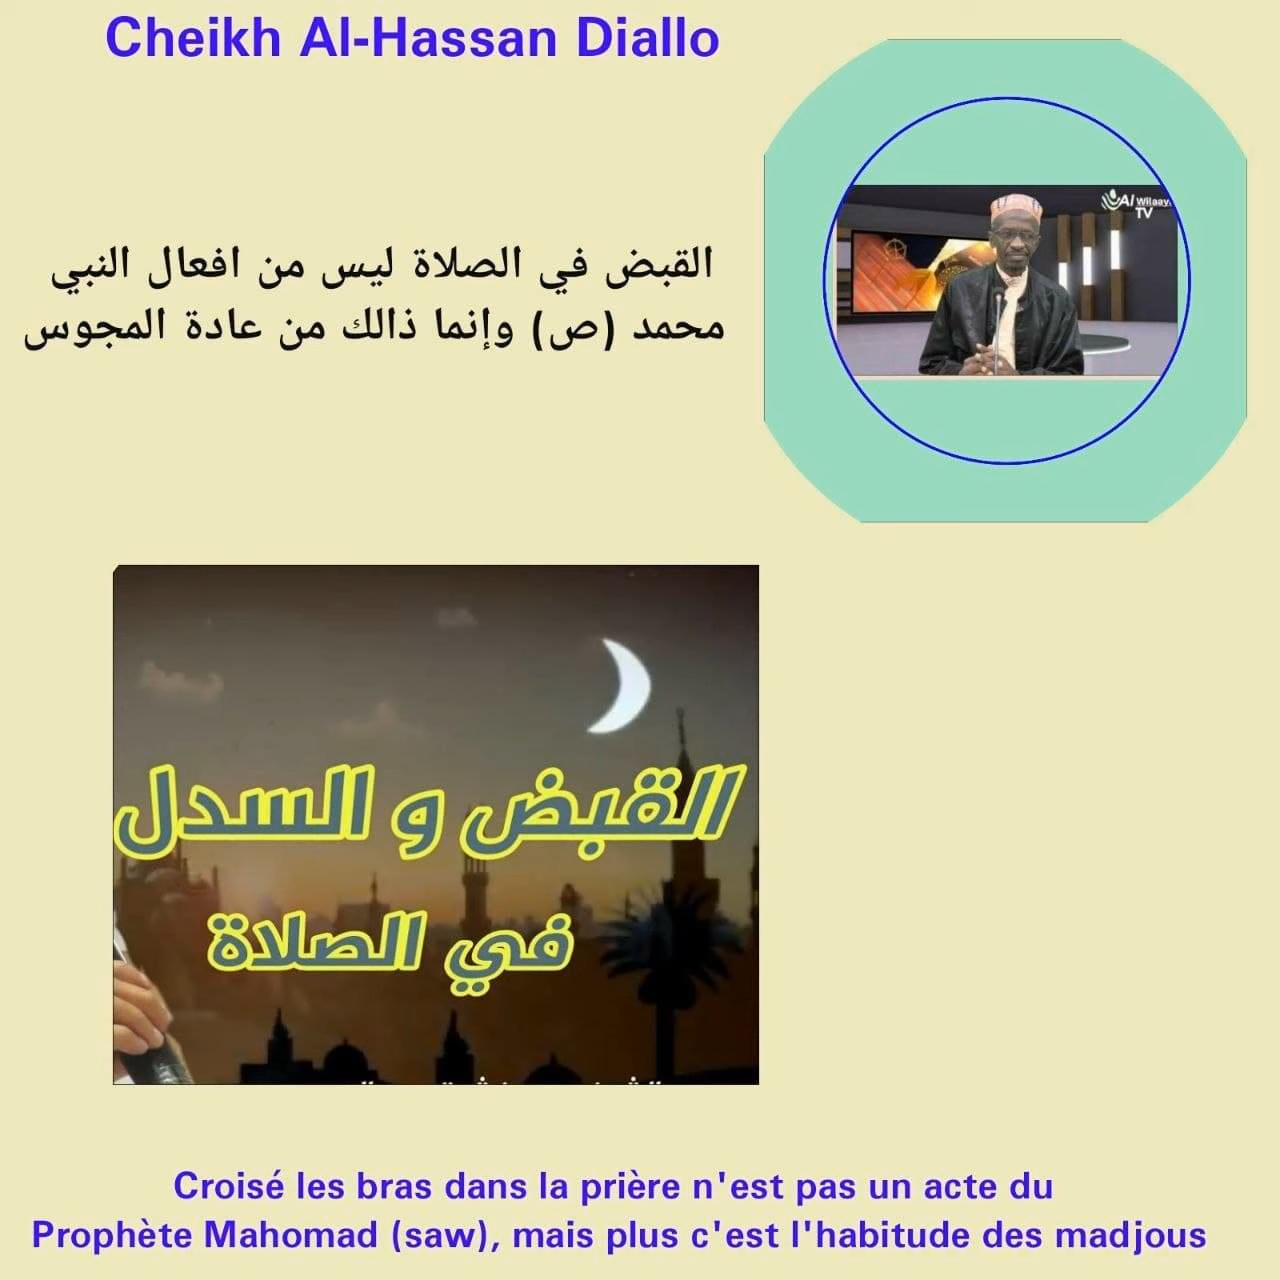 Cheikh Al-Hassan Diallo
Al Wilaay
TV
القبض في الصلاة ليس من افعال النبي
محمد (ص) وإنما ذالك من عادة المجوس
القبض و السدل
في الصلاة
Croisé les bras dans la prière n'est pas un acte du
Prophète Mahomad (saw), mais plus c'est l'habitude des madjous